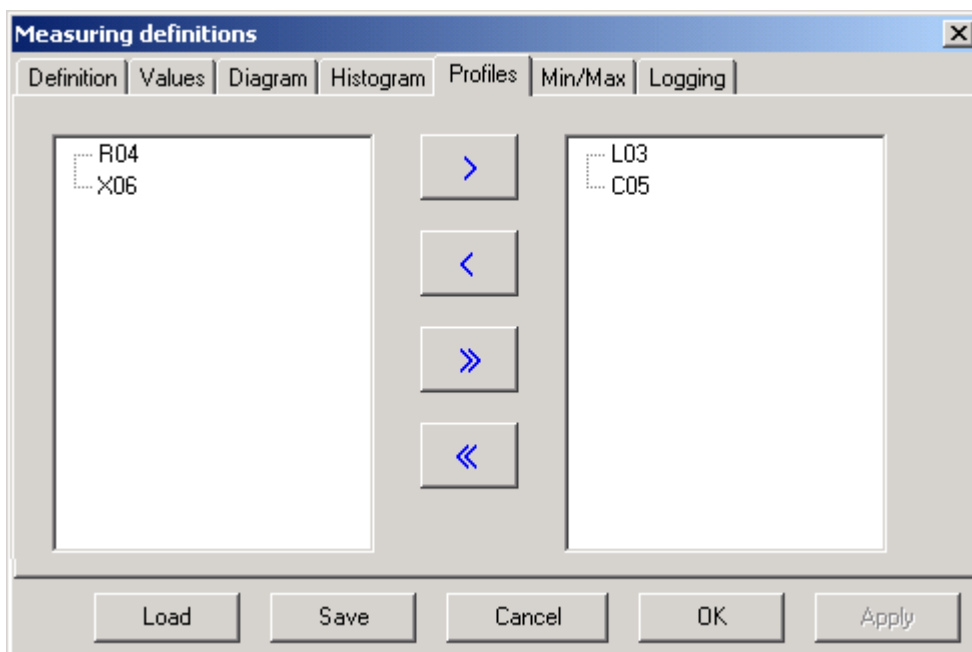 Measuring definitions
Definition Values Diagram Histogram Profiles Min/Max Logging
R04
X06
>
<
»
«
L03
C05
Load Save Cancel OK Apply